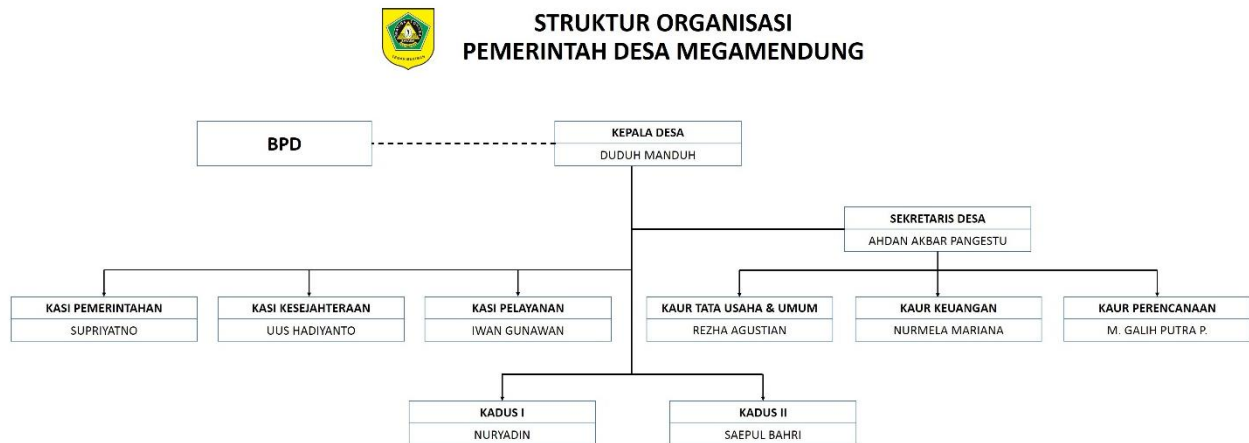 STRUKTUR ORGANISASI
PEMERINTAH DESA MEGAMENDUNG
BPD
KEPALA DESA
DUDUH MANDUH
SEKRETARIS DESA
AHDAN AKBAR PANGESTU
KASI PEMERINTAHAN
SUPRIYATNO
KASI KESEJAHTERAAN
UUS HADIYANTO
KASI PELAYANAN
IWAN GUNAWAN
KAUR TATA USAHA & UMUM
REZHA AGUSTIAN
KAUR KEUANGAN
NURMELA MARIANA
KAUR PERENCANAAN
M. GALIH PUTRA P.
KADUS I
NURYADIN
KADUS II
SAEPUL BAHRI